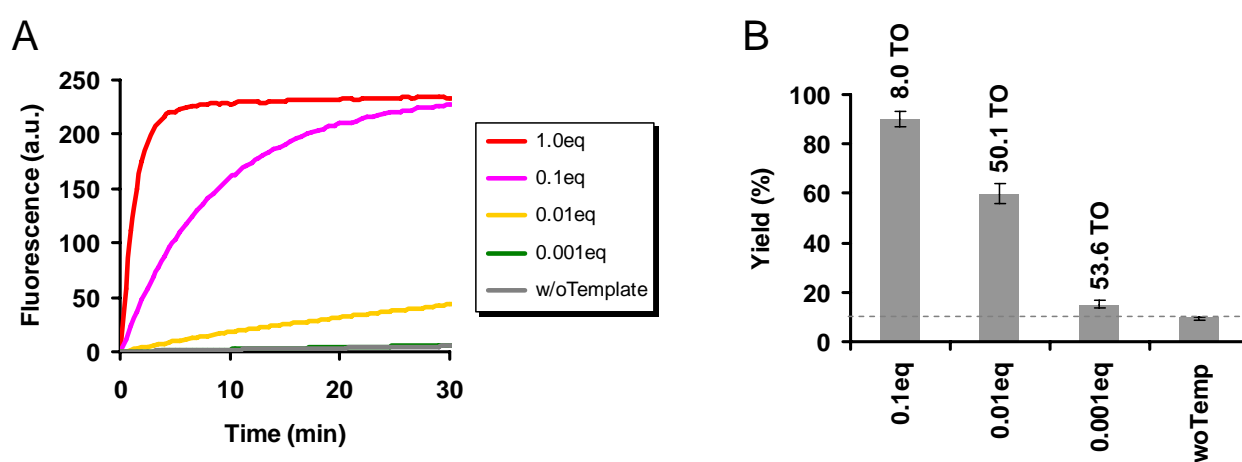 A
Fluorescence (a.u.)
250
200
150
100
50
0
0
10
20
30
Time (min)
1.0eq
0.1eq
0.01eq
0.001eq
w/oTemplate
B
Yield (%)
100
80
60
40
20
0
8.0 TO
50.1 TO
53.6 TO
0.1eq
0.01eq
0.001eq
woTemp